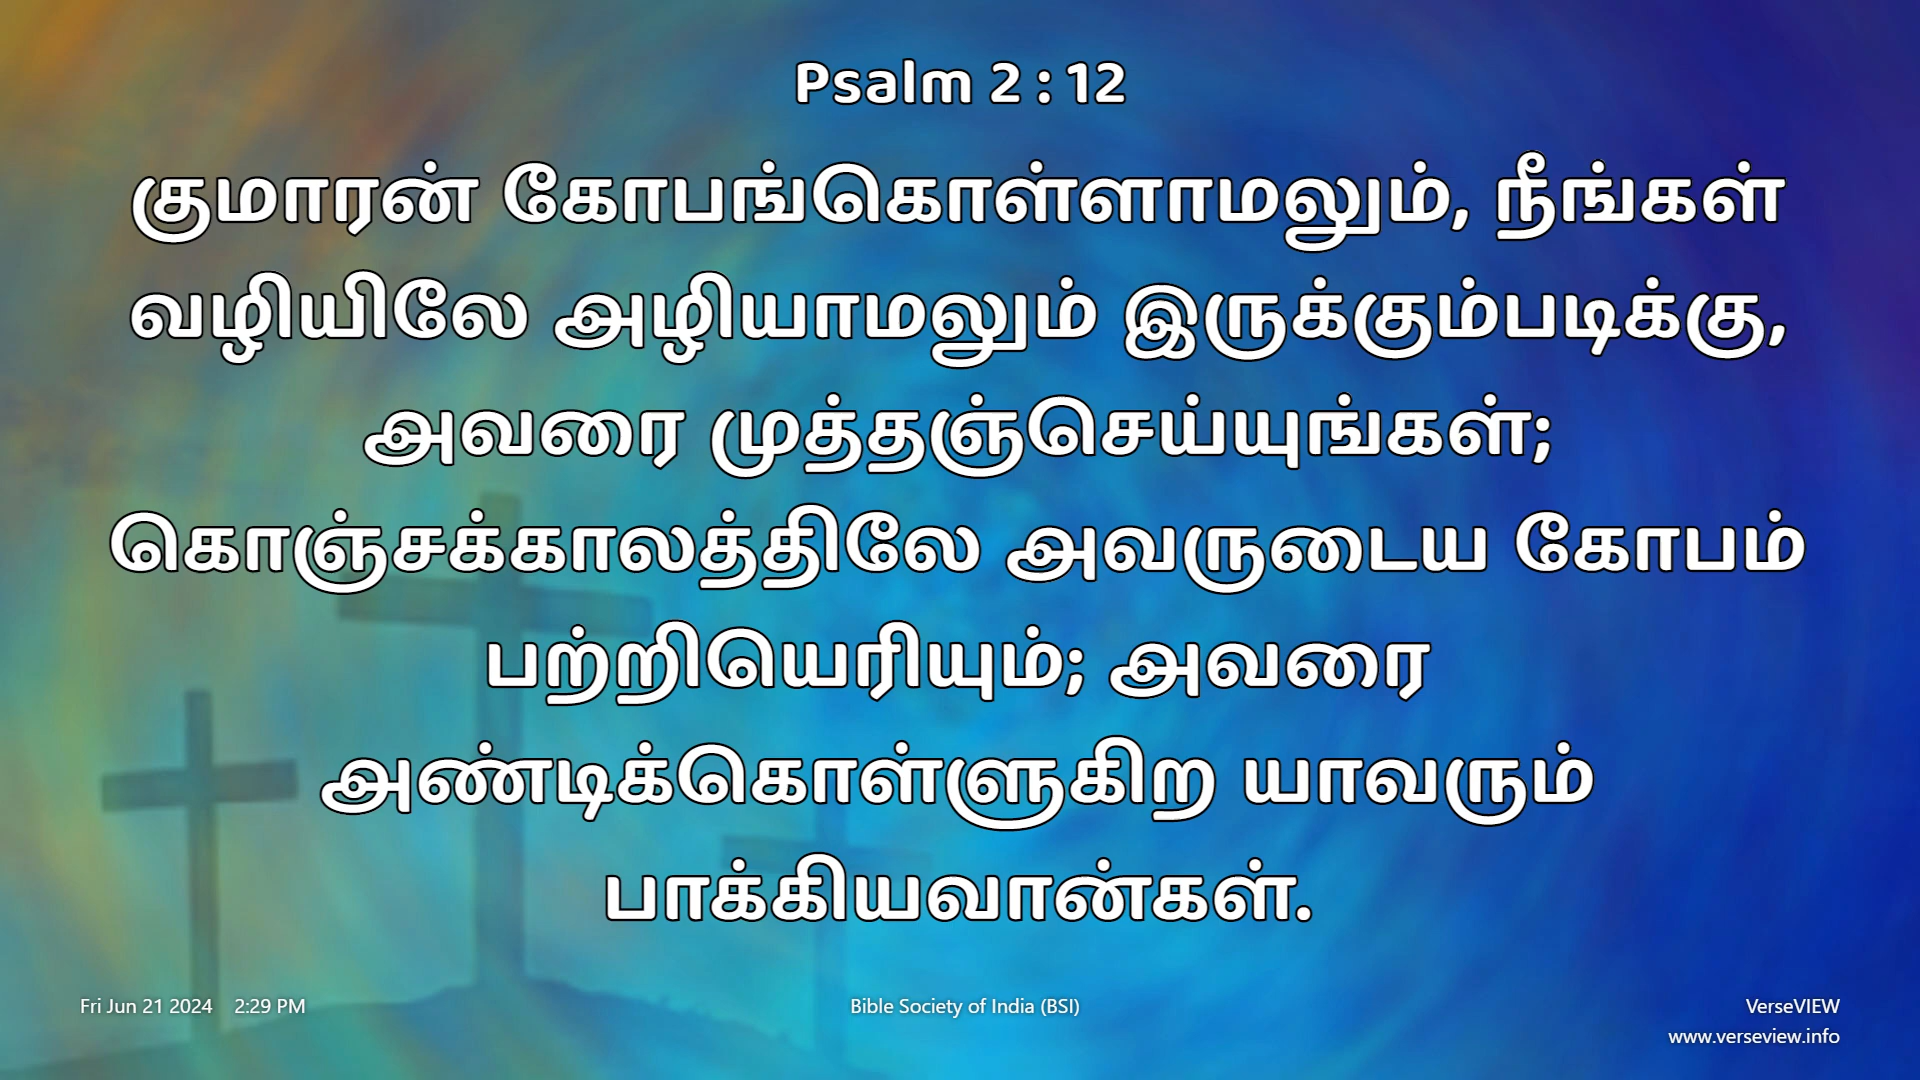 Psalm 2 : 12
குமாரன் கோபங்கொள்ளாமலும், நீங்கள்
வழியிலே அழியாமலும் இருக்கும்படிக்கு,
அவரை முத்தஞ்செய்யுங்கள்;
கொஞ்சக்காலத்திலே அவருடைய கோபம்
பற்றியெரியும்; அவரை
அண்டிக்கொள்ளுகிற யாவரும்
பாக்கியவான்கள்.
Fri Jun 21 2024 2:29 PM
Bible Society of India (BSI)
VerseVIEW
www.verseview.info